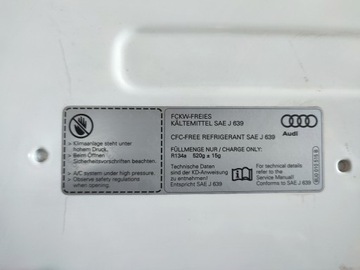 > Klimaanlage steht unter
hohem Druck.
> Beim Öffnen
Sicherheitsvorschriften beachten.
> A/C system under high pressure.
> Observe safety regulations
when opening.
FCKW-FREIES
KÄLTEMITTEL SAE J 639
CFC-FREE REFRIGERANT SAE J 639
FÜLLMENGE NUR / CHARGE ONLY:
R134a 520g ± 15g
Technische Daten
sind der KD-Anweisung
zu entnehmen!
Entspricht SAE J 639
For technical details
refer to the
Service Manual!
Conforms to SAE J 639
Audi